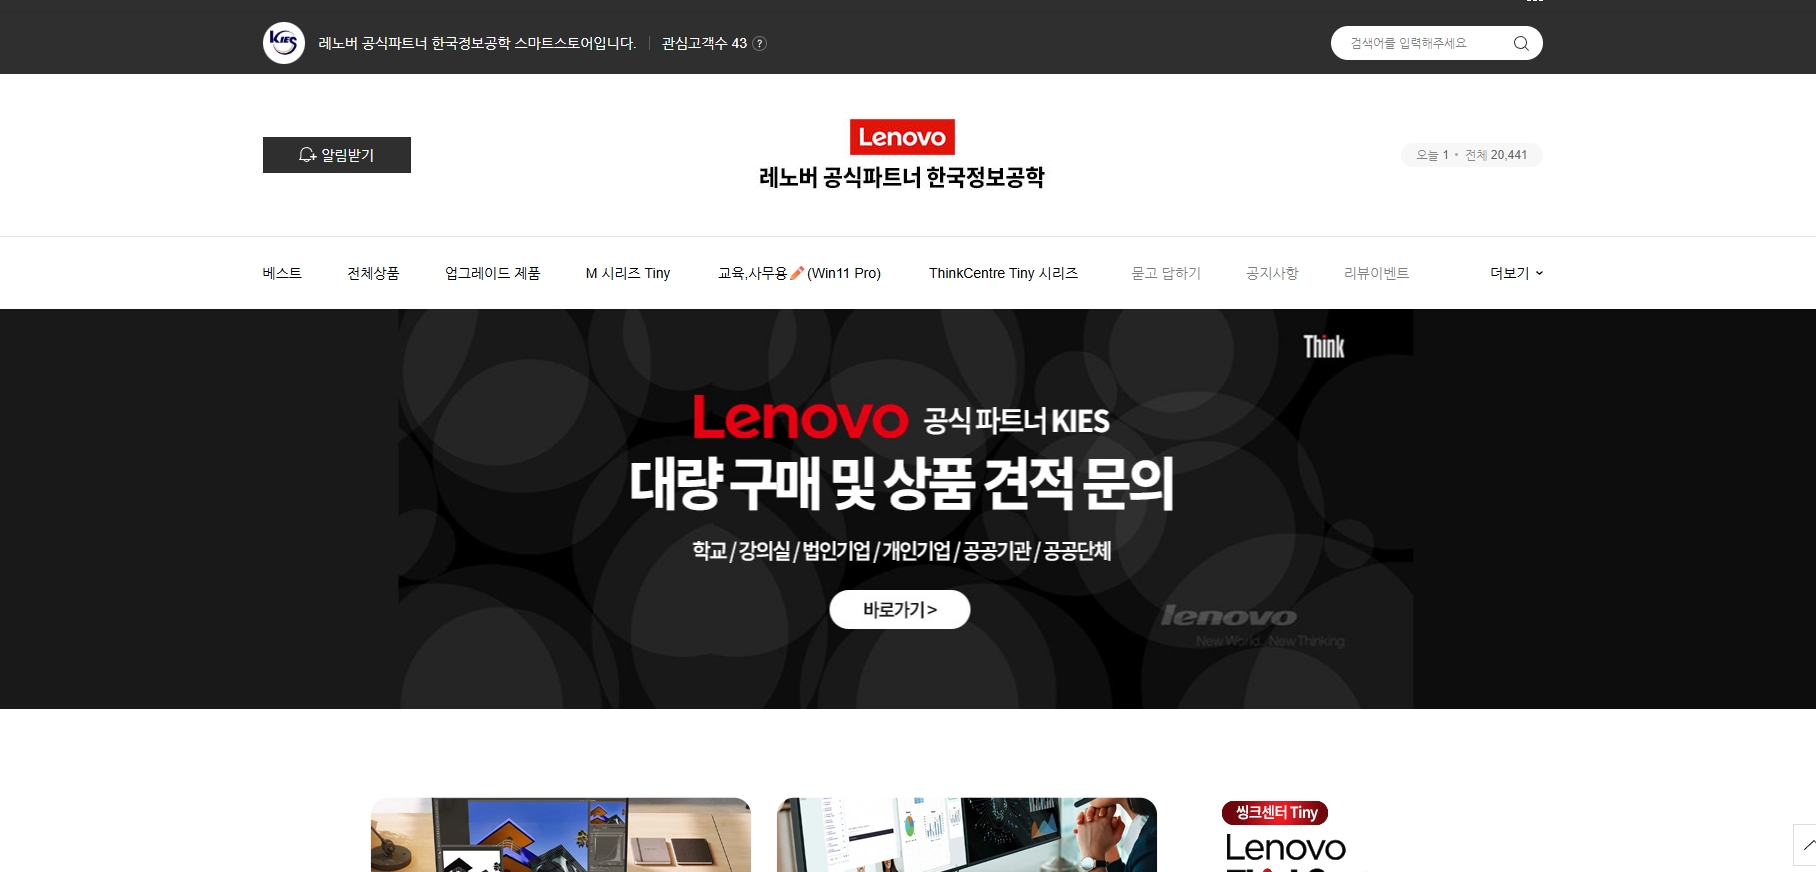 KIES
레노버 공식파트너 한국정보공학 스마트스토어입니다. 관심고객수 43 ?
검색어를 입력해주세요
Lenovo
알림받기
레노버 공식파트너 한국정보공학
오늘 1 • 전체 20,441
베스트 전체상품 업그레이드 제품 M 시리즈 Tiny 교육,사무용✏️(Win11 Pro) ThinkCentre Tiny 시리즈 묻고 답하기 공지사항 리뷰이벤트 더보기
Think
Lenovo 공식 파트너 KIES
대량 구매 및 상품 견적 문의
학교 / 강의실 / 법인기업 / 개인기업 / 공공기관 / 공공단체
바로가기 >
lenovo
New World. New Thinking
씽크센터 Tiny
Lenovo